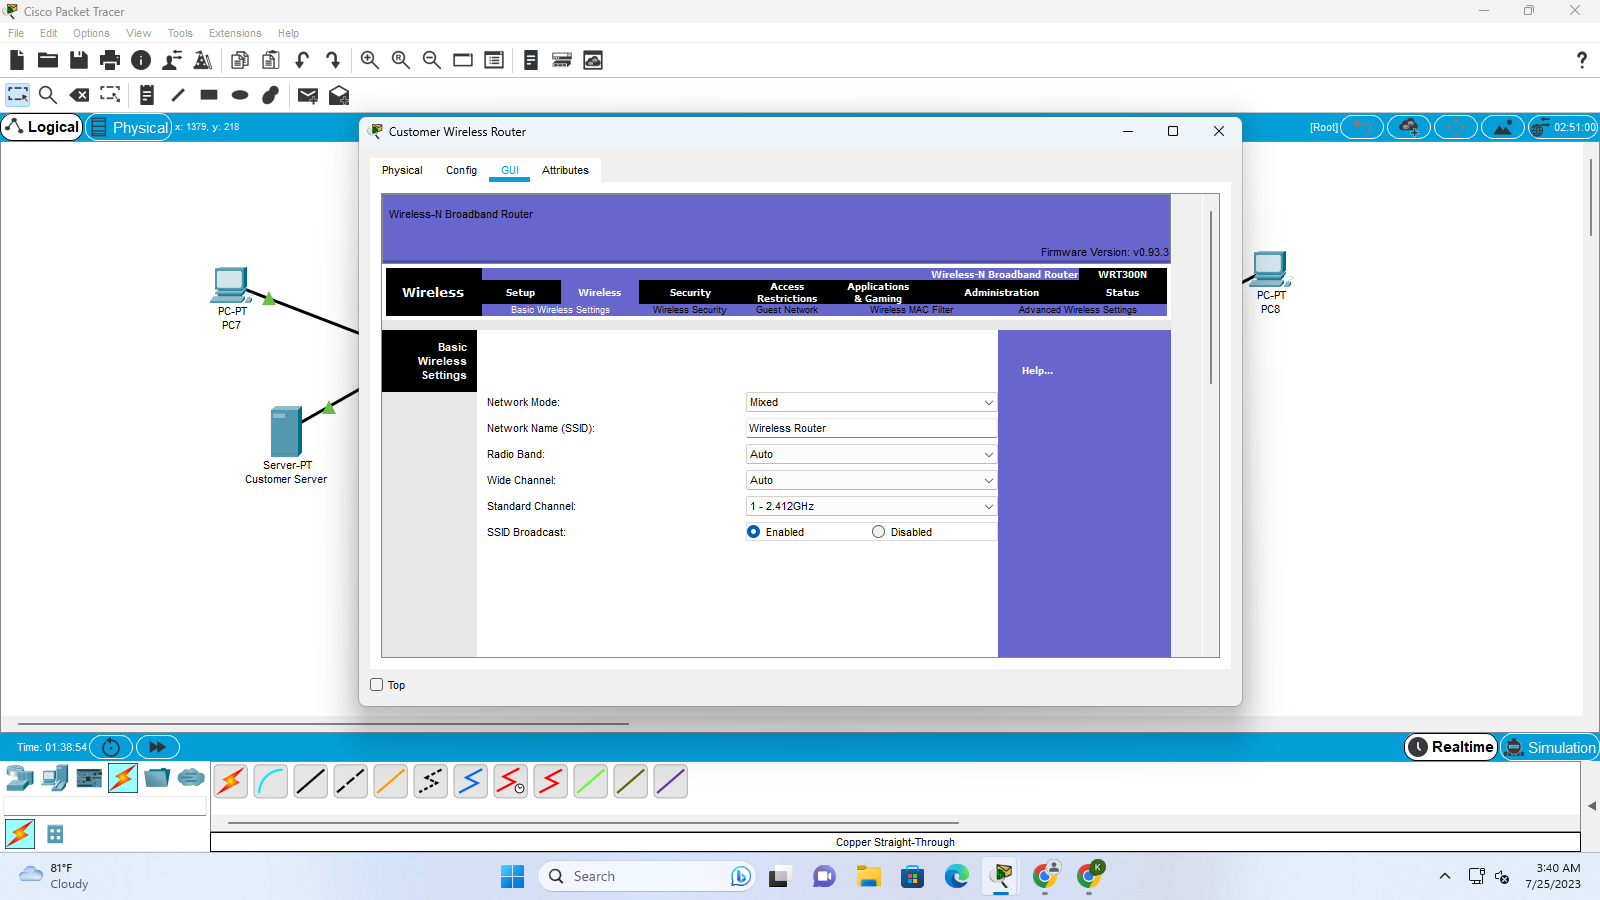 Cisco Packet Tracer
File Edit Options View Tools Extensions Help
Logical Physical x: 1379, y: 218
[Root] 02:51:00
Customer Wireless Router
Physical Config GUI Attributes
Wireless-N Broadband Router
Firmware Version: v0.93.3
Wireless-N Broadband Router WRT300N
Wireless Setup Wireless Security Access Restrictions Applications & Gaming Administration Status
Basic Wireless Settings Wireless Security Guest Network Wireless MAC Filter Advanced Wireless Settings
Basic
Wireless
Settings
Help...
Network Mode: Mixed
Network Name (SSID): Wireless Router
Radio Band: Auto
Wide Channel: Auto
Standard Channel: 1 - 2.412GHz
SSID Broadcast: Enabled Disabled
Top
PC-PT
PC7
Server-PT
Customer Server
PC-PT
PC8
Time: 01:38:54
Realtime Simulation
Copper Straight-Through
81°F
Cloudy
Search
K
3:40 AM
7/25/2023